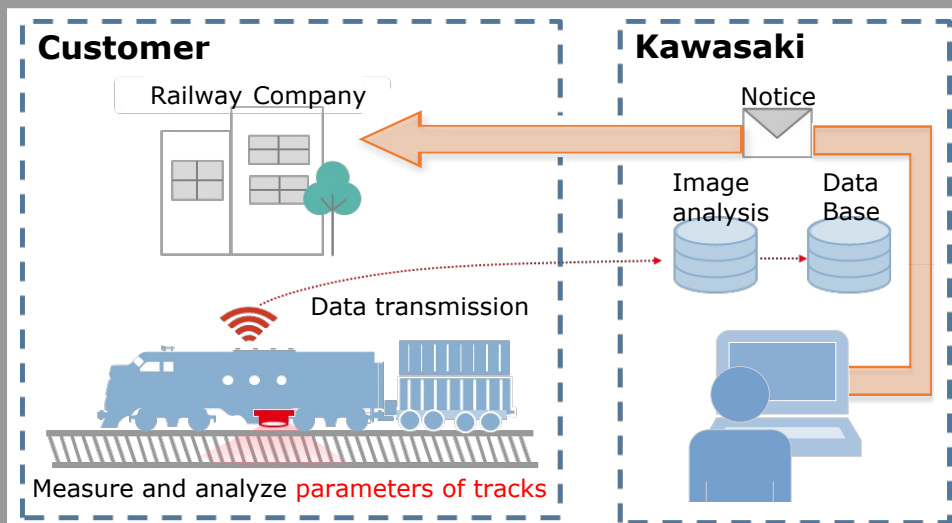 Customer
Railway Company
Data transmission
Measure and analyze parameters of tracks
Kawasaki
Notice
Image
analysis
Data
Base